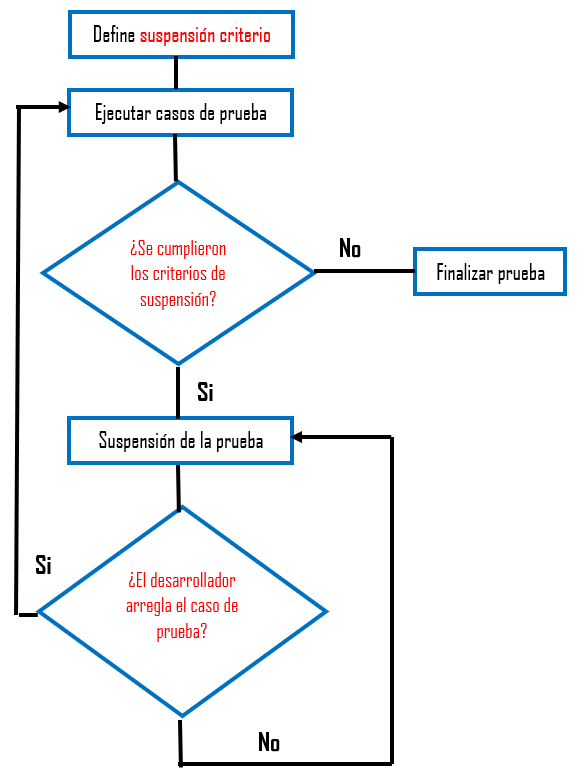 Define suspensión criterio
Ejecutar casos de prueba
¿Se cumplieron
los criterios de
suspensión?
No
Finalizar prueba
Si
Suspensión de la prueba
Si
¿El desarrollador
arregla el caso de
prueba?
No